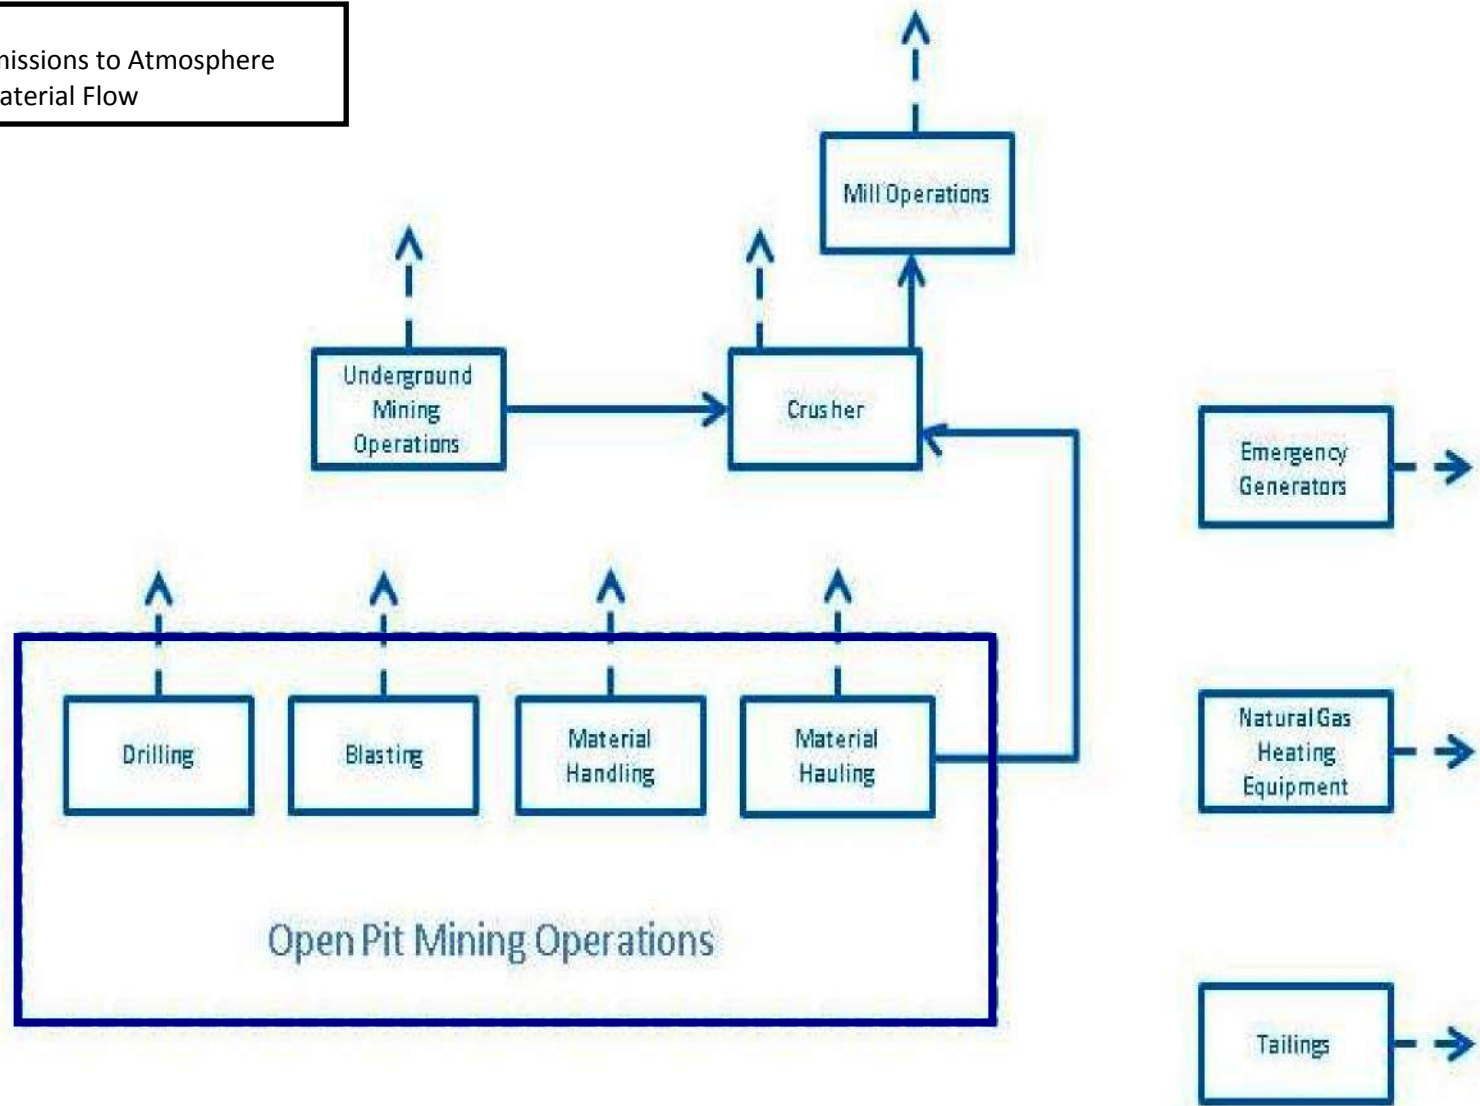 missions to Atmosphere
aterial Flow
Mill Operations
Underground
Mining
Operations
Crusher
Emergency
Generators
Drilling
Blasting
Material
Handling
Material
Hauling
Natural Gas
Heating
Equipment
Open Pit Mining Operations
Tailings